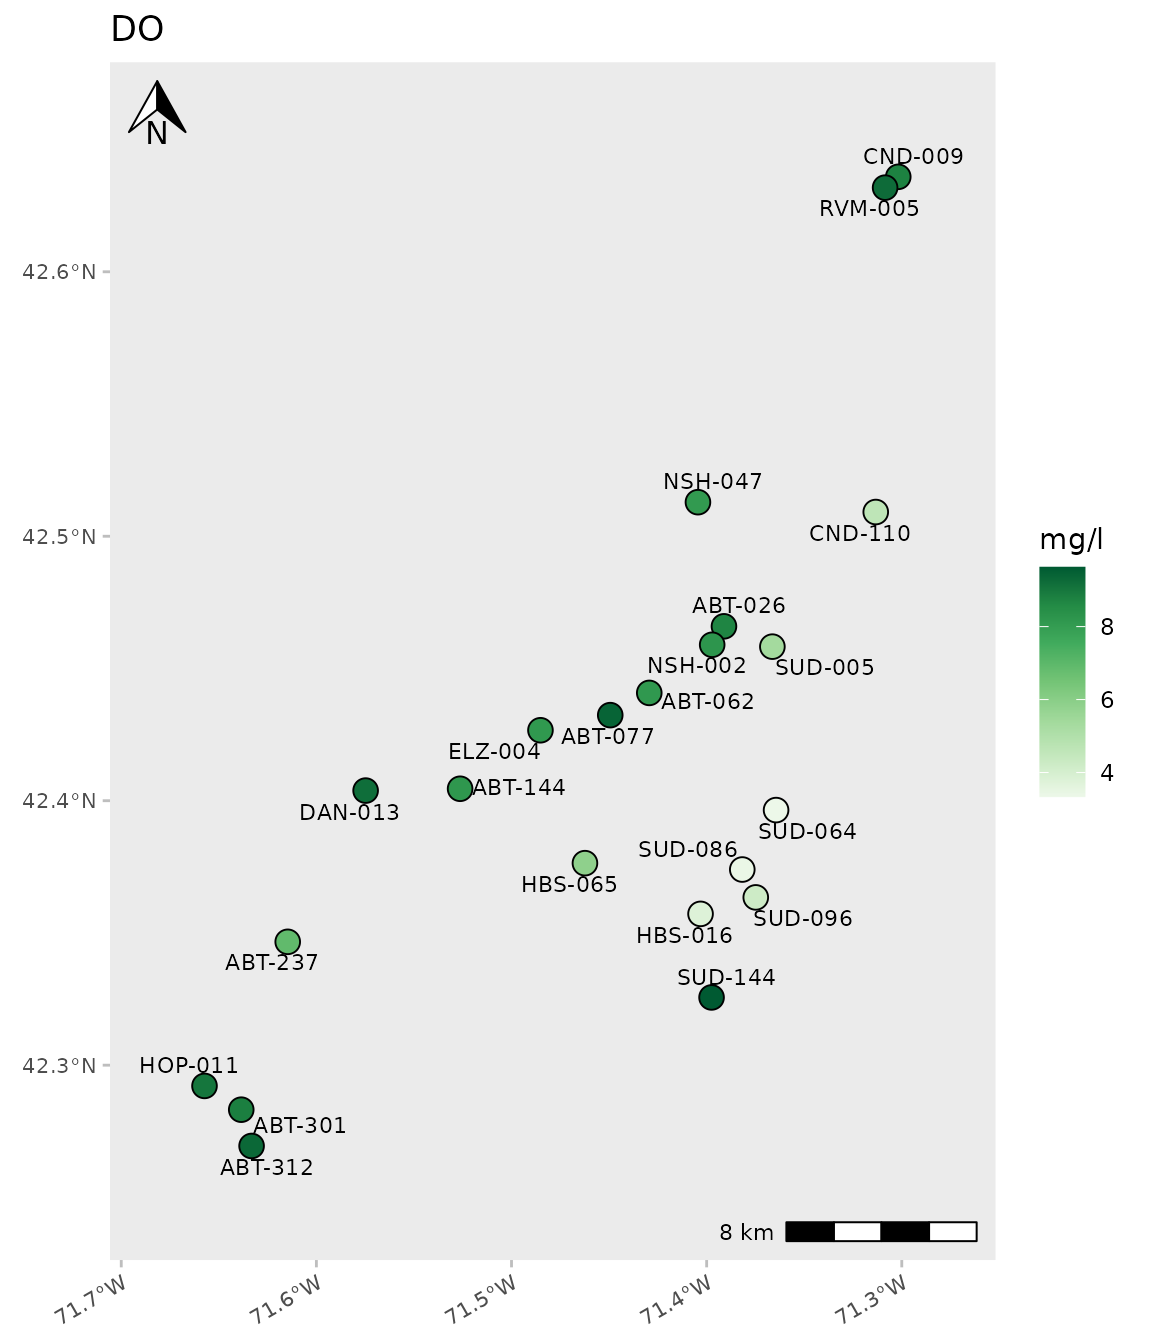 DO
N
CND-009
RVM-005
42.6°N
NSH-047
CND-110
42.5°N
mg/l
8
6
4
ABT-026
NSH-002
SUD-005
ABT-062
ABT-077
ELZ-004
ABT-144
42.4°N
DAN-013
SUD-064
SUD-086
HBS-065
SUD-096
HBS-016
ABT-237
SUD-144
42.3°N
HOP-011
ABT-301
ABT-312
8 km
71.7°W
71.6°W
71.5°W
71.4°W
71.3°W